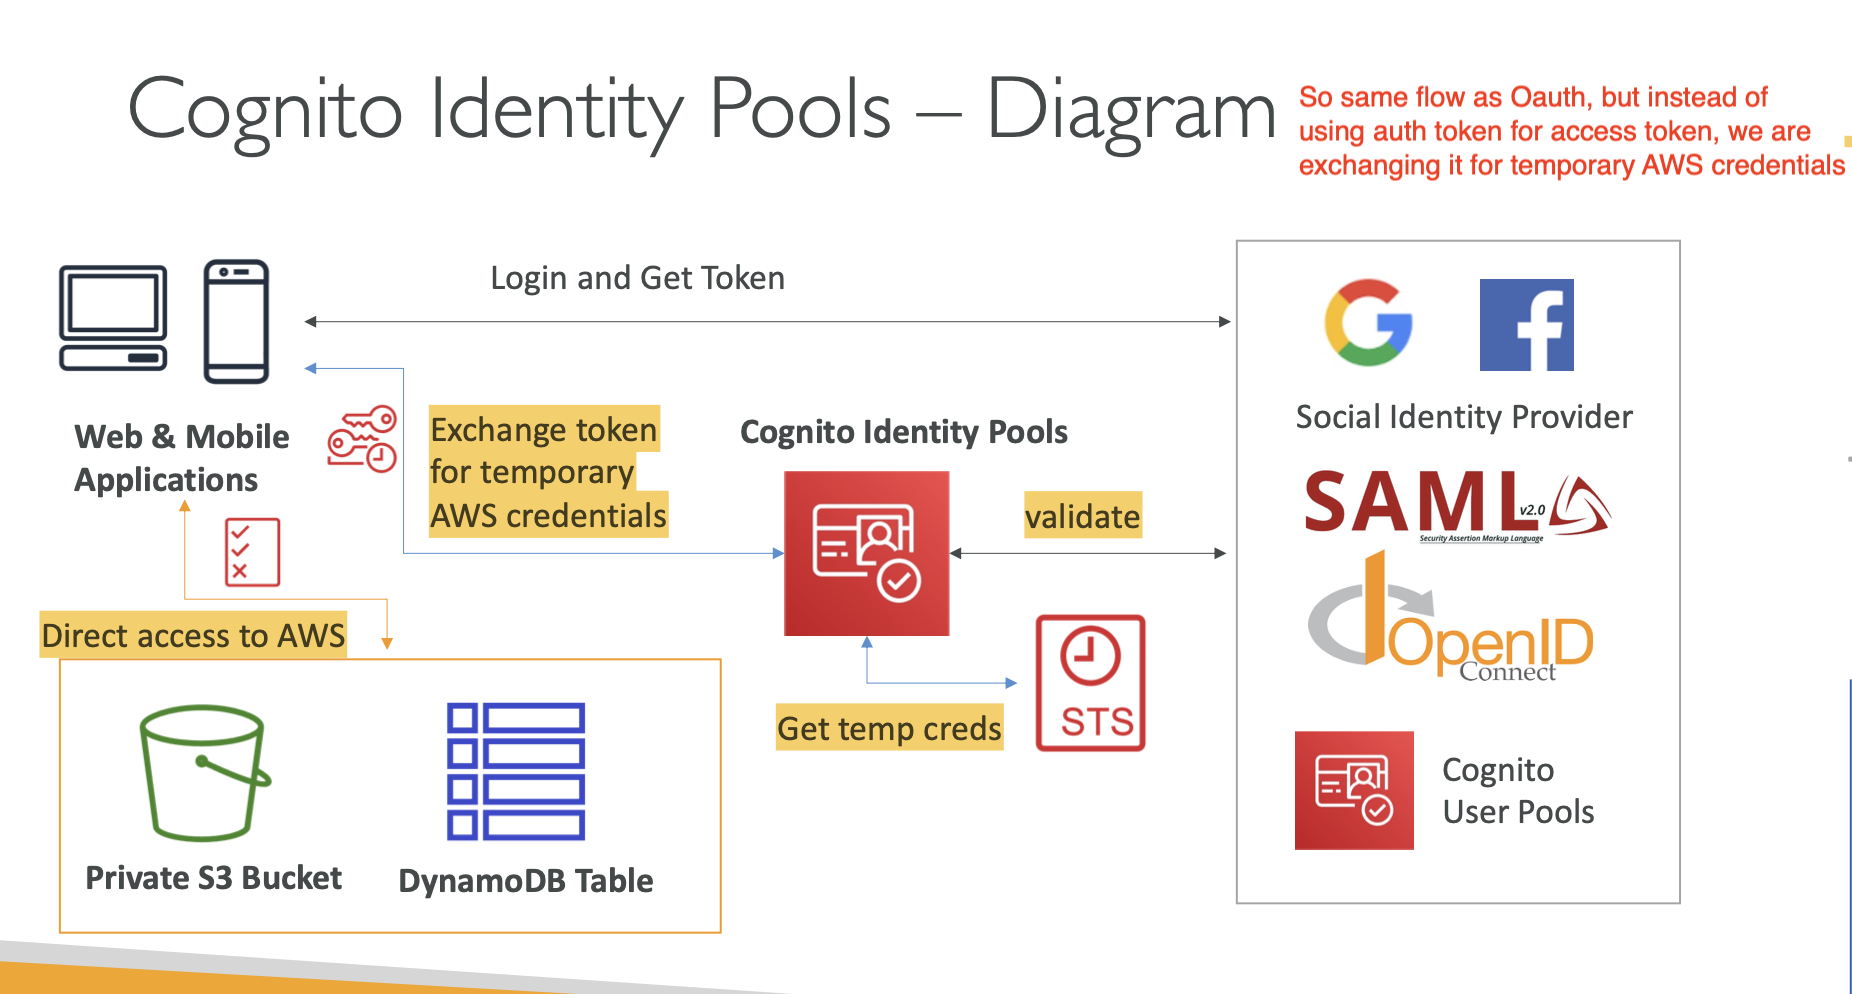 Cognito Identity Pools – Diagram
So same flow as Oauth, but instead of
using auth token for access token, we are
exchanging it for temporary AWS credentials
Login and Get Token
Web & Mobile
Applications
Exchange token
for temporary
AWS credentials
Cognito Identity Pools
validate
Social Identity Provider
SAML v2.0
Security Assertion Markup Language
OpenID
Connect
Direct access to AWS
Get temp creds
STS
Cognito
User Pools
Private S3 Bucket
DynamoDB Table